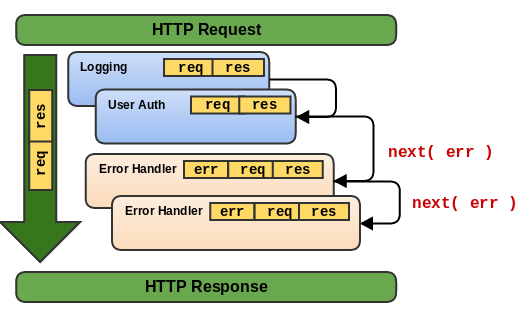 HTTP Request
Logging req res
User Auth req res
res
req
next( err )
Error Handler err req res
next( err )
Error Handler err req res
HTTP Response